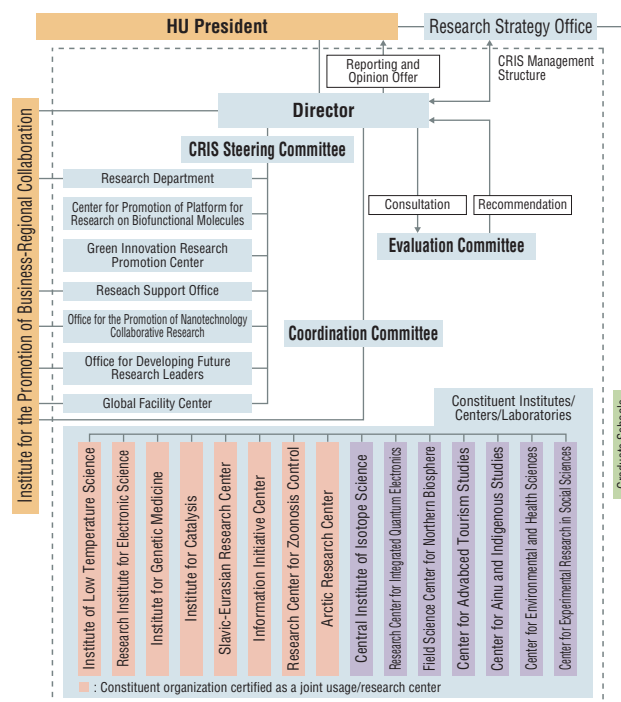 HU President
Research Strategy Office
Reporting and
Opinion Offer
CRIS Management
Structure
Director
CRIS Steering Committee
Research Department
Center for Promotion of Platform for
Research on Biofunctional Molecules
Green Innovation Research
Promotion Center
Reseach Support Office
Office for the Promotion of Nanotechnology
Collaborative Research
Office for Developing Future
Research Leaders
Global Facility Center
Consultation
Recommendation
Evaluation Committee
Coordination Committee
Institute for the Promotion of Business-Regional Collaboration
Constituent Institutes/
Centers/Laboratories
Institute of Low Temperature Science
Research Institute for Electronic Science
Institute for Genetic Medicine
Institute for Catalysis
Slavic-Eurasian Research Center
Information Initiative Center
Research Center for Zoonosis Control
Arctic Research Center
Central Institute of Isotope Science
Research Center for Integrated Quantum Electronics
Field Science Center for Northern Biosphere
Center for Advabced Tourism Studies
Center for Ainu and Indigenous Studies
Center for Environmental and Health Sciences
Center for Experimental Research in Social Sciences
: Constituent organization certified as a joint usage/research center